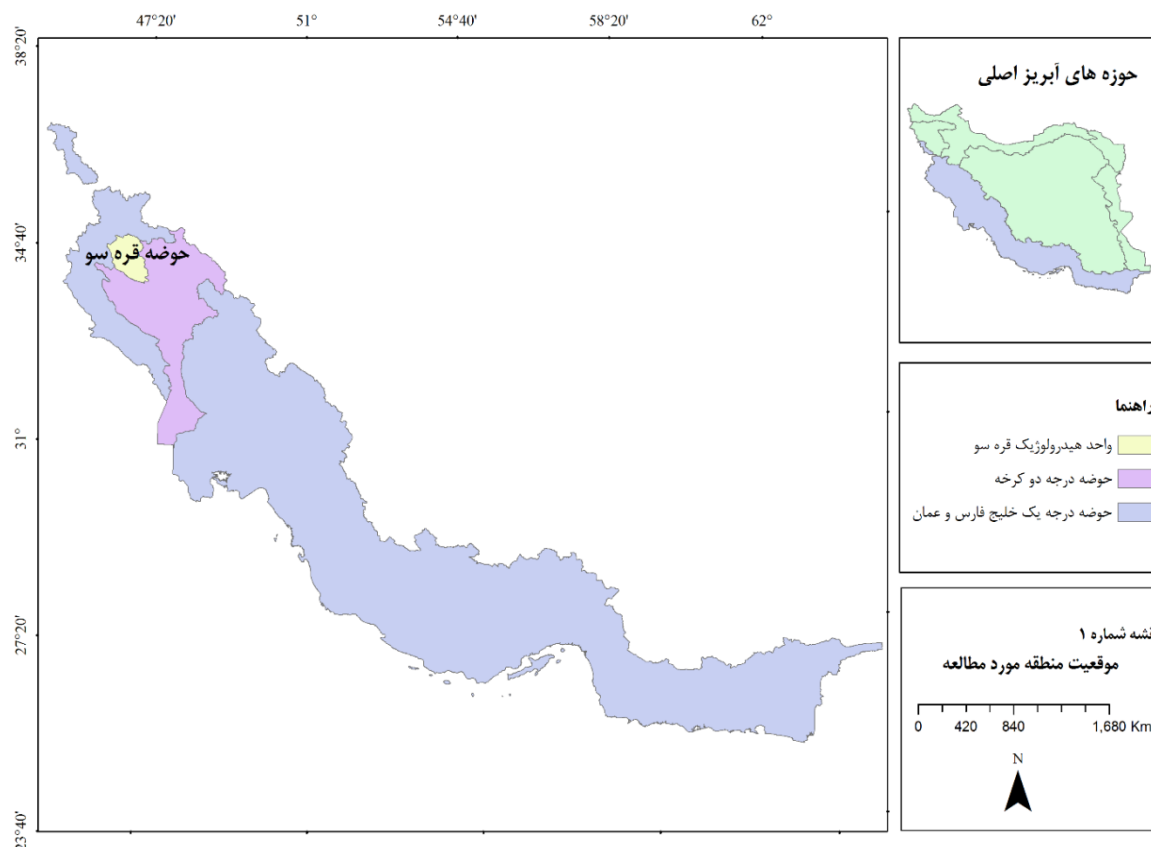 47°20'
51°
54°40'
58°20'
62°
38°20'
34°40'
31°
27°20'
23°40'
حوضه قره سو
حوزه های آبریز اصلی
راهنما
واحد هیدرولوژیک قره سو
حوضه درجه دو کرخه
حوضه درجه یک خلیج فارس و عمان
نقشه شماره ۱
موقعیت منطقه مورد مطالعه
0 420 840 1,680 Km
N